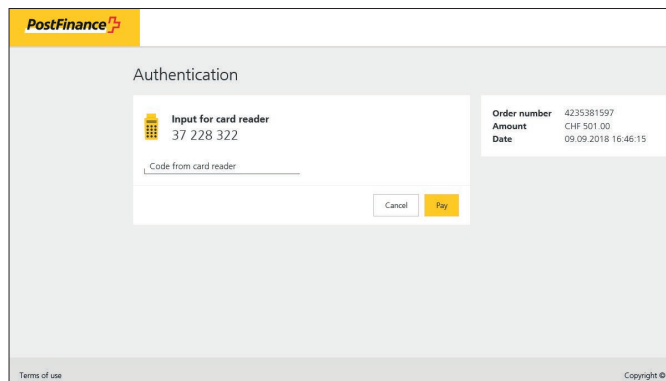 PostFinance
Authentication
Input for card reader
37 228 322
Code from card reader
Cancel
Pay
Order number 4235381597
Amount CHF 501.00
Date 09.09.2018 16:46:15
Terms of use
Copyright ©